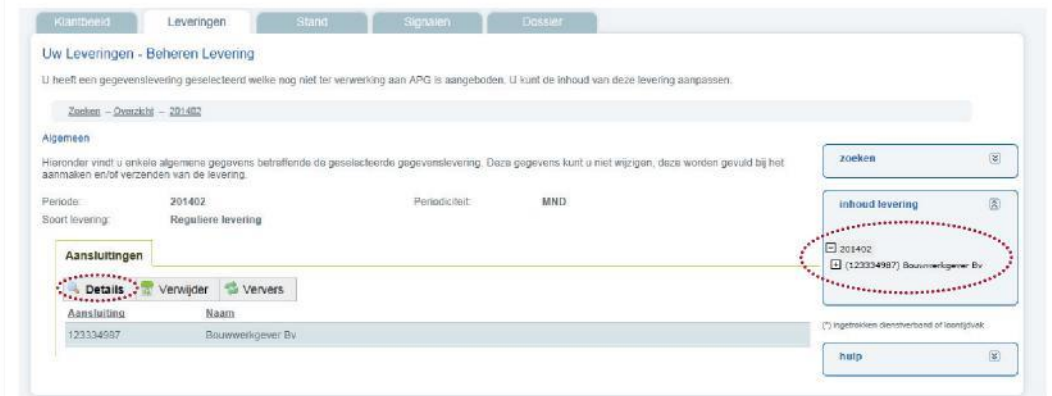 Klantbeeld Leveringen Stand Signalen Dossier
Uw Leveringen - Beheren Levering
U heeft een gegevenslevering geselecteerd welke nog niet ter verwerking aan APG is aangeboden. U kunt de inhoud van deze levering aanpassen.
Zoeken – Overzicht – 201402
Algemeen
Hieronder vindt u enkele algemene gegevens betreffende de geselecteerde gegevenslevering. Deze gegevens kunt u niet wijzigen, deze worden gevuld bij het
aanmaken en/of verzenden van de levering.
Periode: 201402 Periodiciteit: MND
Soort levering: Reguliere levering
Aansluitingen
Details Verwijder Ververs
Aansluiting Naam
123334987 Bouwwerkgever Bv
zoeken
inhoud levering
201402
(123334987) Bouwwerkgever Bv
(*) Ingetrokken dienstverband of loontijdvak
hulp